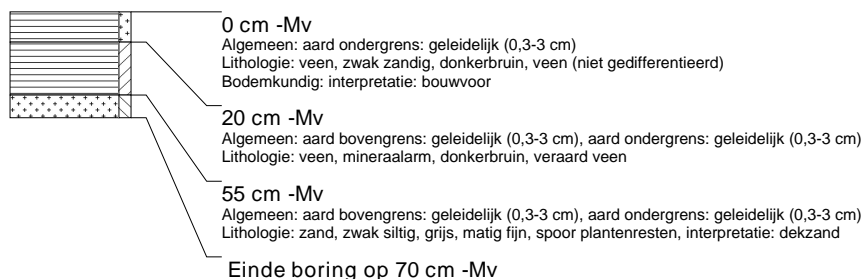 0 cm -Mv
Algemeen: aard ondergrens: geleidelijk (0,3-3 cm)
Lithologie: veen, zwak zandig, donkerbruin, veen (niet gedifferentieerd)
Bodemkundig: interpretatie: bouwvoor
20 cm -Mv
Algemeen: aard bovengrens: geleidelijk (0,3-3 cm), aard ondergrens: geleidelijk (0,3-3 cm)
Lithologie: veen, mineraalarm, donkerbruin, veraard veen
55 cm -Mv
Algemeen: aard bovengrens: geleidelijk (0,3-3 cm), aard ondergrens: geleidelijk (0,3-3 cm)
Lithologie: zand, zwak siltig, grijs, matig fijn, spoor plantenresten, interpretatie: dekzand
Einde boring op 70 cm -Mv